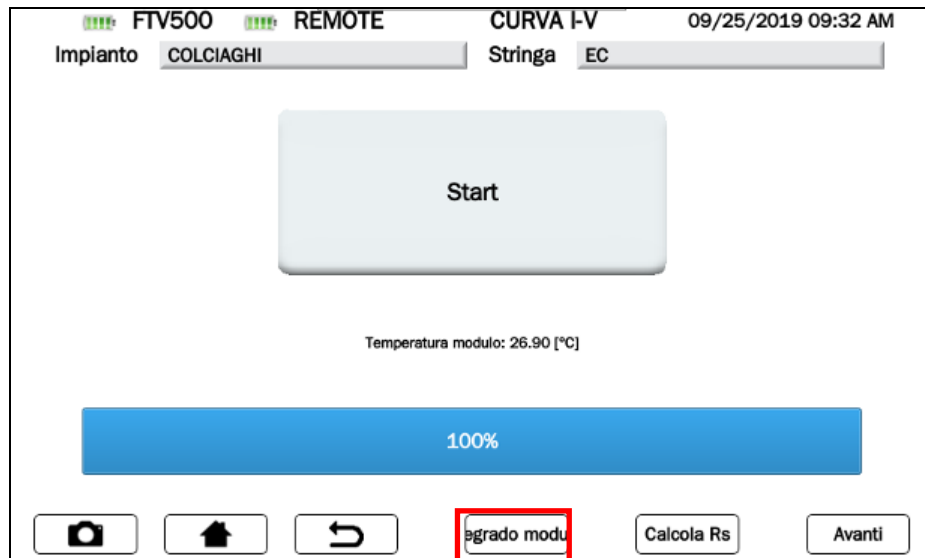 FTV500 REMOTE CURVA I-V 09/25/2019 09:32 AM
Impianto COLCIAGHI Stringa EC
Start
Temperatura modulo: 26.90 [°C]
100%
egrado modu Calcola Rs Avanti